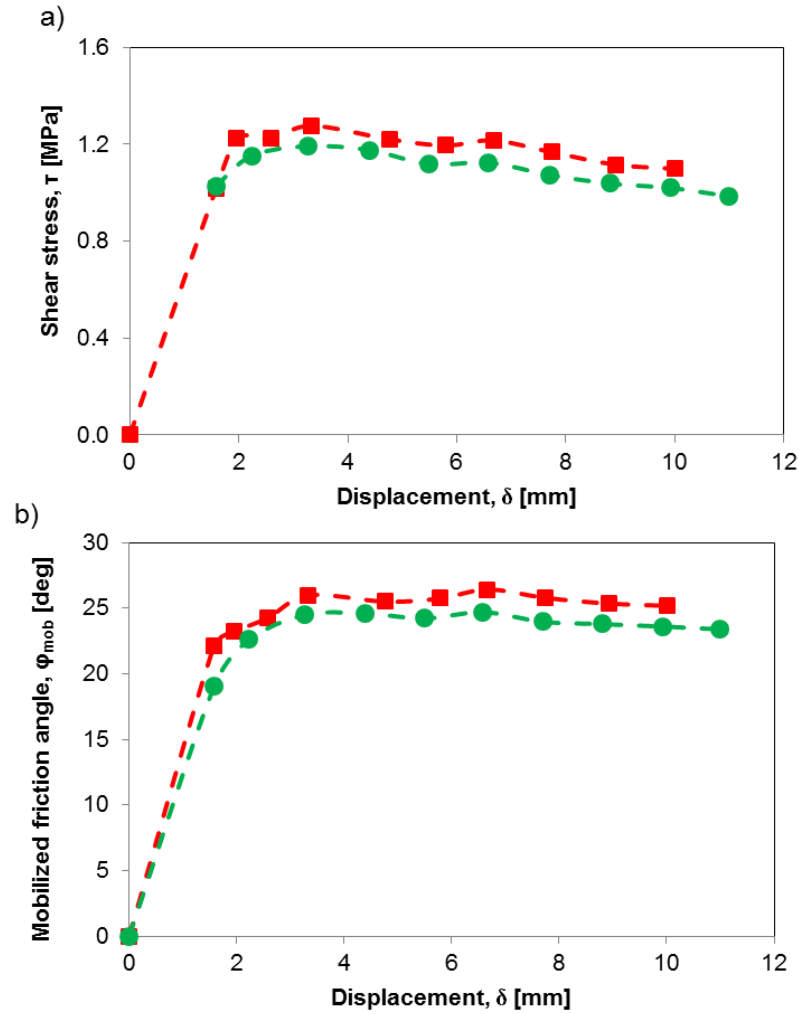 a)
1.6
1.2
0.8
0.4
0.0
0 2 4 6 8 10 12
Shear stress, τ [MPa]
Displacement, δ [mm]
b)
30
25
20
15
10
5
0
0 2 4 6 8 10 12
Mobilized friction angle, φmob [deg]
Displacement, δ [mm]